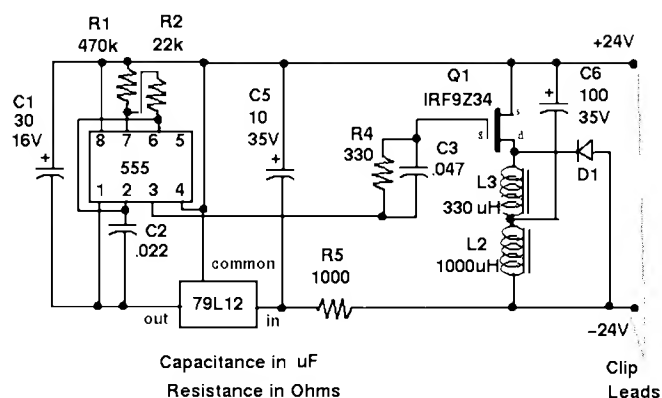 R1
470k
R2
22k
+24V
C1
30
16V
+
8 7 6 5
555
1 2 3 4
C2
.022
C5
10
35V
+
R4
330
C3
.047
Q1
IRF9Z34
s
g
d
C6
100
35V
+
D1
L3
330 uH
L2
1000uH
R5
1000
common
79L12
out
in
−24V
Capacitance in uF
Resistance in Ohms
Clip
Leads